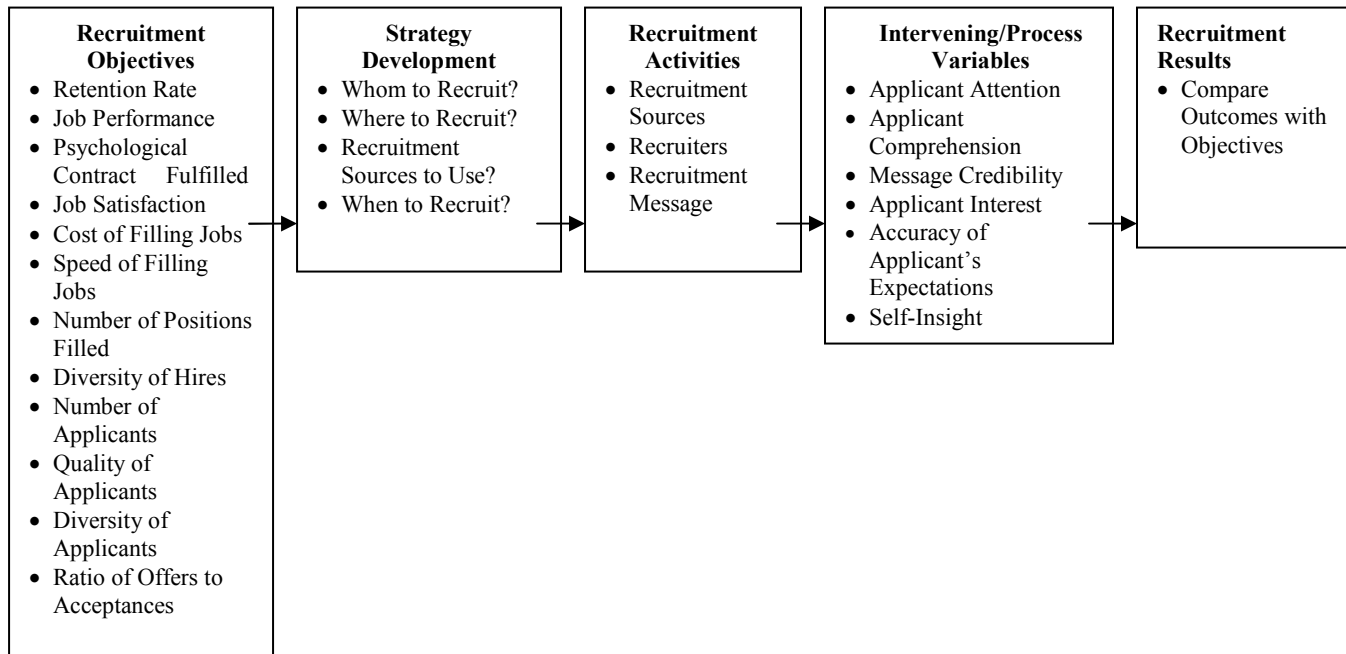 Recruitment
Objectives
• Retention Rate
• Job Performance
• Psychological
Contract Fulfilled
• Job Satisfaction
• Cost of Filling Jobs
• Speed of Filling
Jobs
• Number of Positions
Filled
• Diversity of Hires
• Number of
Applicants
• Quality of
Applicants
• Diversity of
Applicants
• Ratio of Offers to
Acceptances
Strategy
Development
• Whom to Recruit?
• Where to Recruit?
• Recruitment
Sources to Use?
• When to Recruit?
Recruitment
Activities
• Recruitment
Sources
• Recruiters
• Recruitment
Message
Intervening/Process
Variables
• Applicant Attention
• Applicant
Comprehension
• Message Credibility
• Applicant Interest
• Accuracy of
Applicant’s
Expectations
• Self-Insight
Recruitment
Results
• Compare
Outcomes with
Objectives